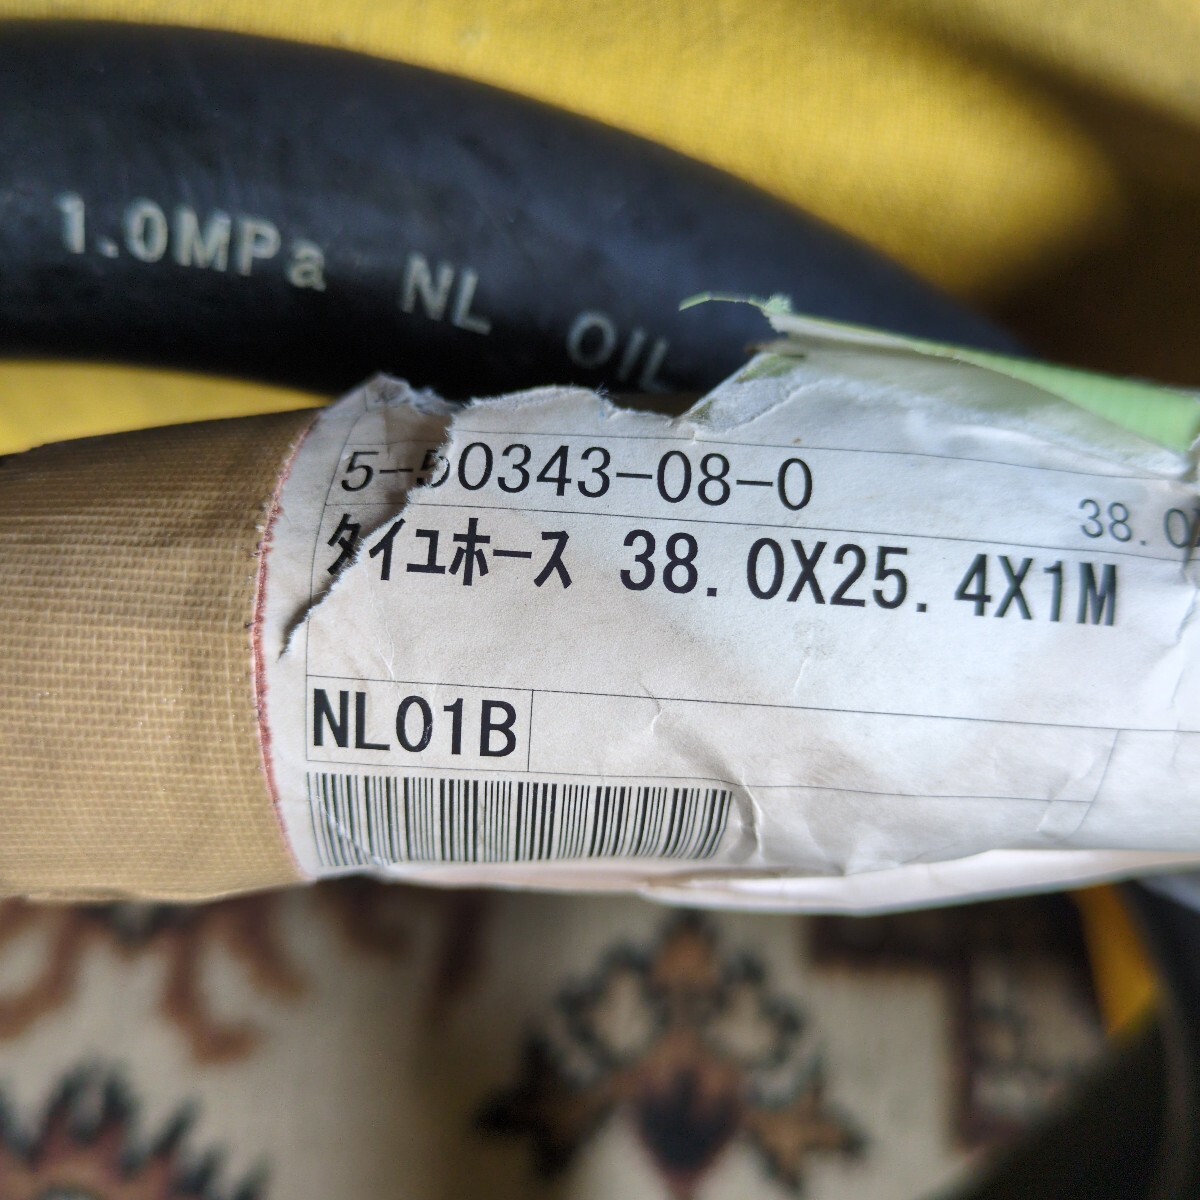 1.0MPa NL OIL
5-50343-08-0
38.0
ﾀｲﾕﾎｰｽ 38.0X25.4X1M
NL01B